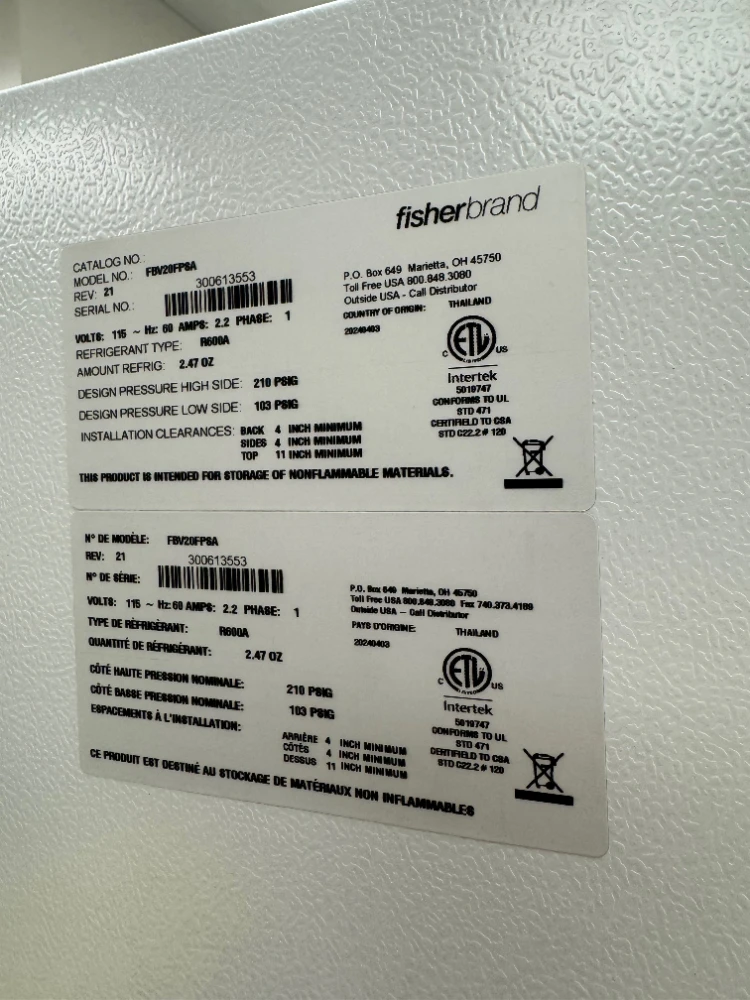 fisherbrand
CATALOG NO.:
MODEL NO.: FBV20FPSA
REV: 21
300613553
SERIAL NO.:
VOLTS: 115 ~ Hz: 60 AMPS: 2.2 PHASE: 1
REFRIGERANT TYPE: R600A
AMOUNT REFRIG: 2.47 OZ
DESIGN PRESSURE HIGH SIDE: 210 PSIG
DESIGN PRESSURE LOW SIDE: 103 PSIG
INSTALLATION CLEARANCES: BACK 4 INCH MINIMUM
SIDES 4 INCH MINIMUM
TOP 11 INCH MINIMUM
THIS PRODUCT IS INTENDED FOR STORAGE OF NONFLAMMABLE MATERIALS.
P.O. Box 649 Marietta, OH 45750
Toll Free USA 800.848.3080
Outside USA - Call Distributor
COUNTRY OF ORIGIN: THAILAND
20240403
C ETL US
Intertek
5019747
CONFORMS TO UL
STD 471
CERTIFIELD TO CSA
STD C22.2 # 120
N° DE MODÈLE: FBV20FPSA
REV: 21
300613553
N° DE SÉRIE:
VOLTS: 115 ~ Hz: 60 AMPS: 2.2 PHASE: 1
TYPE DE RÉFRIGÉRANT: R600A
QUANTITÉ DE RÉFRIGÉRANT: 2.47 OZ
CÔTÉ HAUTE PRESSION NOMINALE: 210 PSIG
CÔTÉ BASSE PRESSION NOMINALE: 103 PSIG
ESPACEMENTS À L'INSTALLATION:
ARRIÈRE 4 INCH MINIMUM
CÔTÉS 4 INCH MINIMUM
DESSUS 11 INCH MINIMUM
CE PRODUIT EST DESTINÉ AU STOCKAGE DE MATÉRIAUX NON INFLAMMABLES
P.O. Box 649 Marietta, OH 45750
Toll Free USA 800.848.3080 Fax 740.373.4189
Outside USA - Call Distributor
PAYS D'ORIGINE: THAILAND
20240403
C ETL US
Intertek
5019747
CONFORMS TO UL
STD 471
CERTIFIELD TO CSA
STD C22.2 # 120